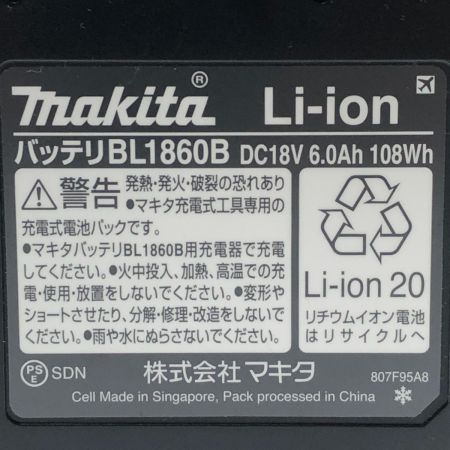 makita® Li-ion
バッテリBL1860B DC18V 6.0Ah 108Wh
警告 発熱・発火・破裂の恐れあり
●マキタ充電式工具専用の
充電式電池パックです。
●マキタバッテリBL1860B用充電器で充電
してください。●火中投入、加熱、高温での充
電・使用・放置をしないでください。●変形や
ショートさせたり、分解・修理・改造をしないで
ください。●雨や水にぬらさないでください。
Li-ion 20
リチウムイオン電池
はリサイクルへ
PS
E SDN 株式会社マキタ 807F95A8
Cell Made in Singapore, Pack processed in China